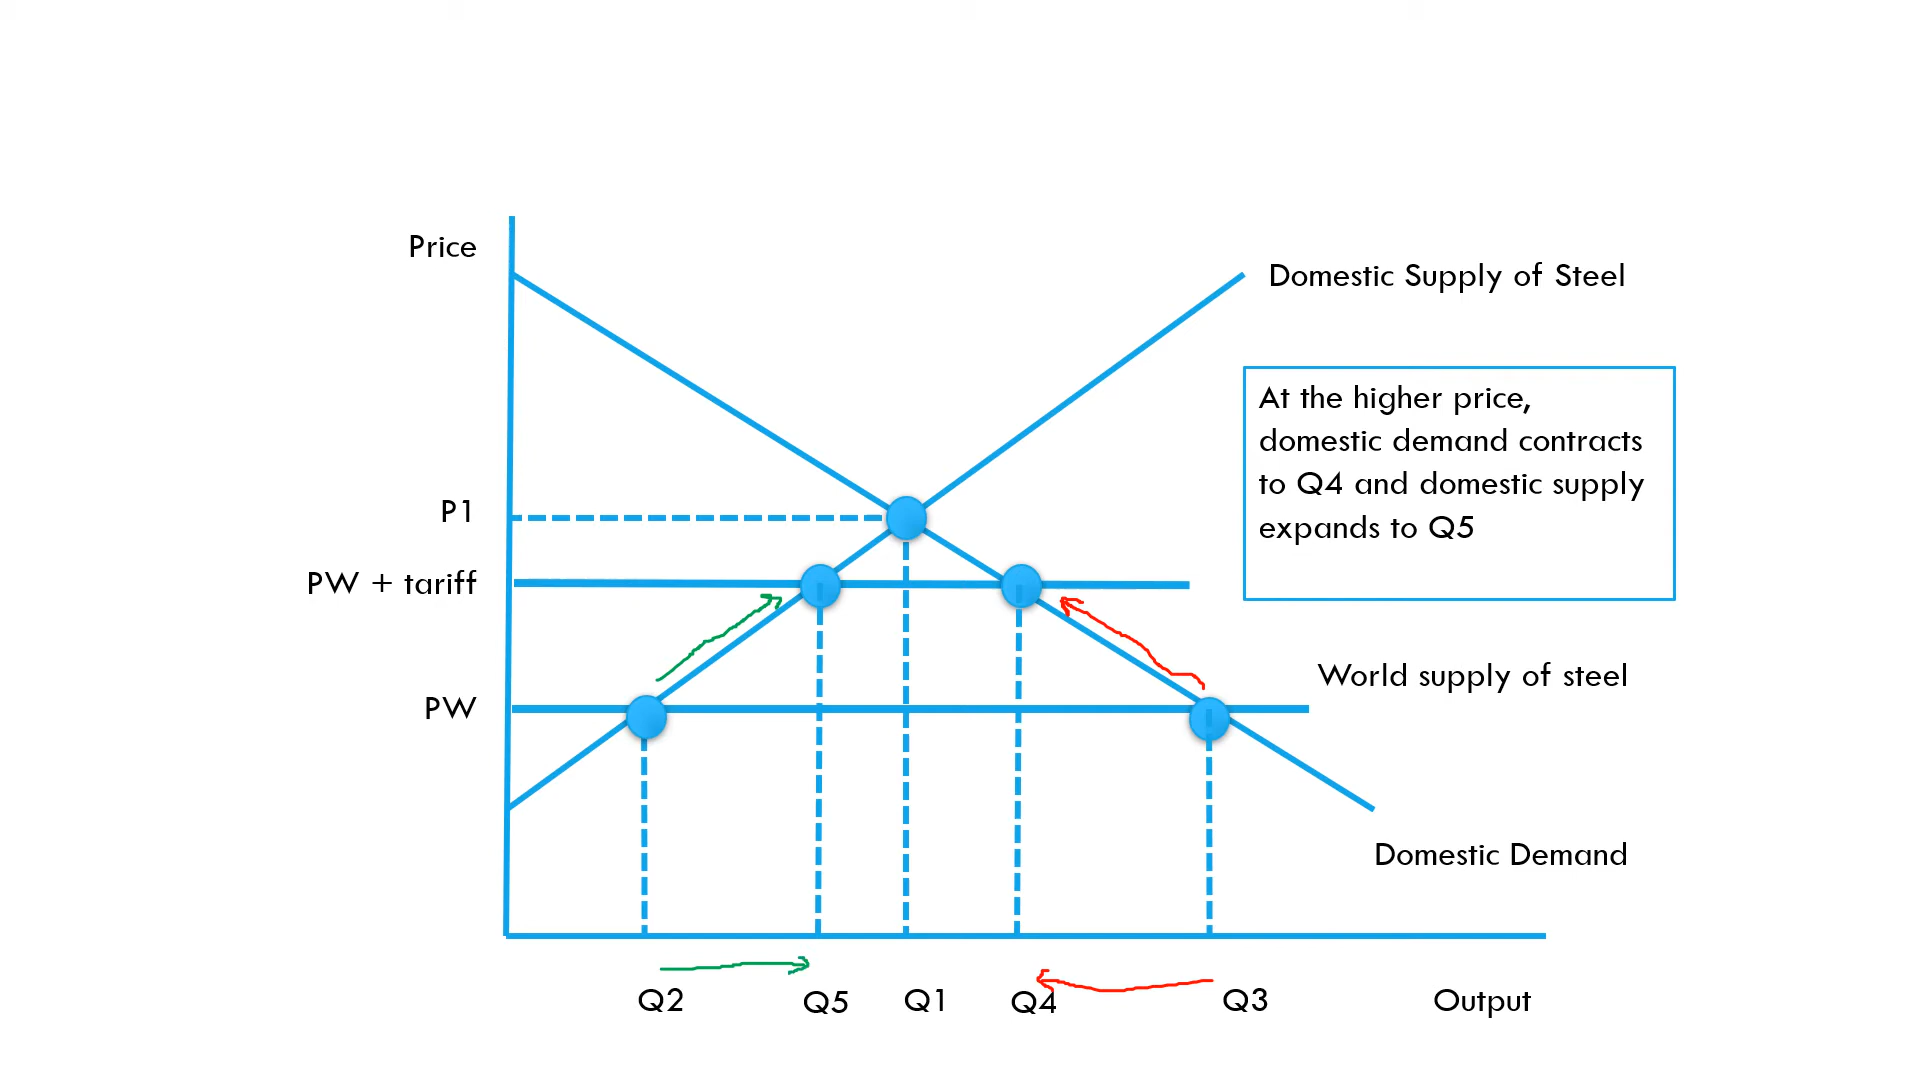 Price
Domestic Supply of Steel
At the higher price,
domestic demand contracts
to Q4 and domestic supply
expands to Q5
P1
PW + tariff
World supply of steel
PW
Domestic Demand
Q2
Q5
Q1
Q4
Q3
Output